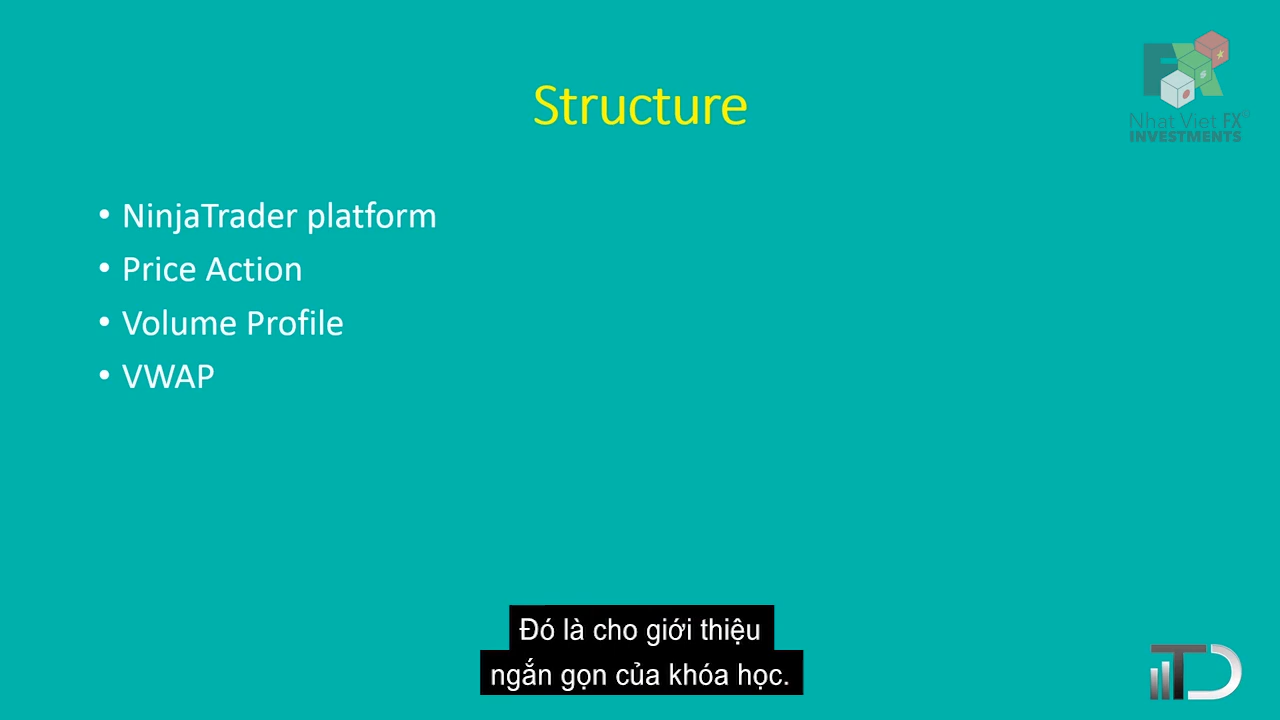 Structure
Nhat Viet FX
INVESTMENTS
• NinjaTrader platform
• Price Action
• Volume Profile
• VWAP
Đó là cho giới thiệu
ngắn gọn của khóa học.
TD